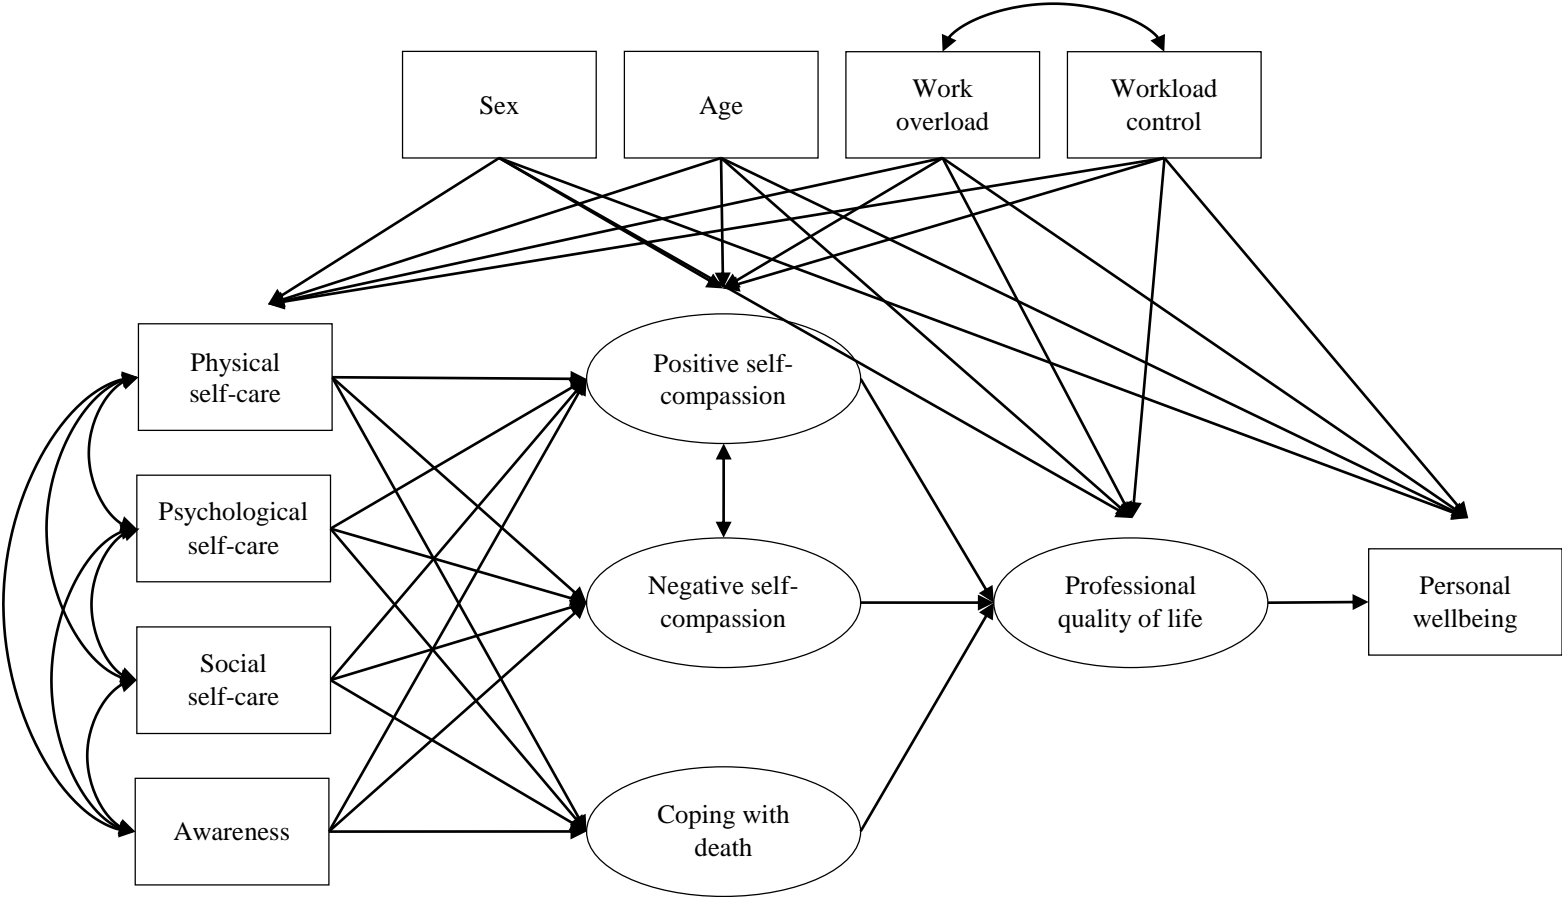 Sex
Age
Work
overload
Workload
control
Physical
self-care
Positive self-
compassion
Psychological
self-care
Negative self-
compassion
Professional
quality of life
Personal
wellbeing
Social
self-care
Awareness
Coping with
death